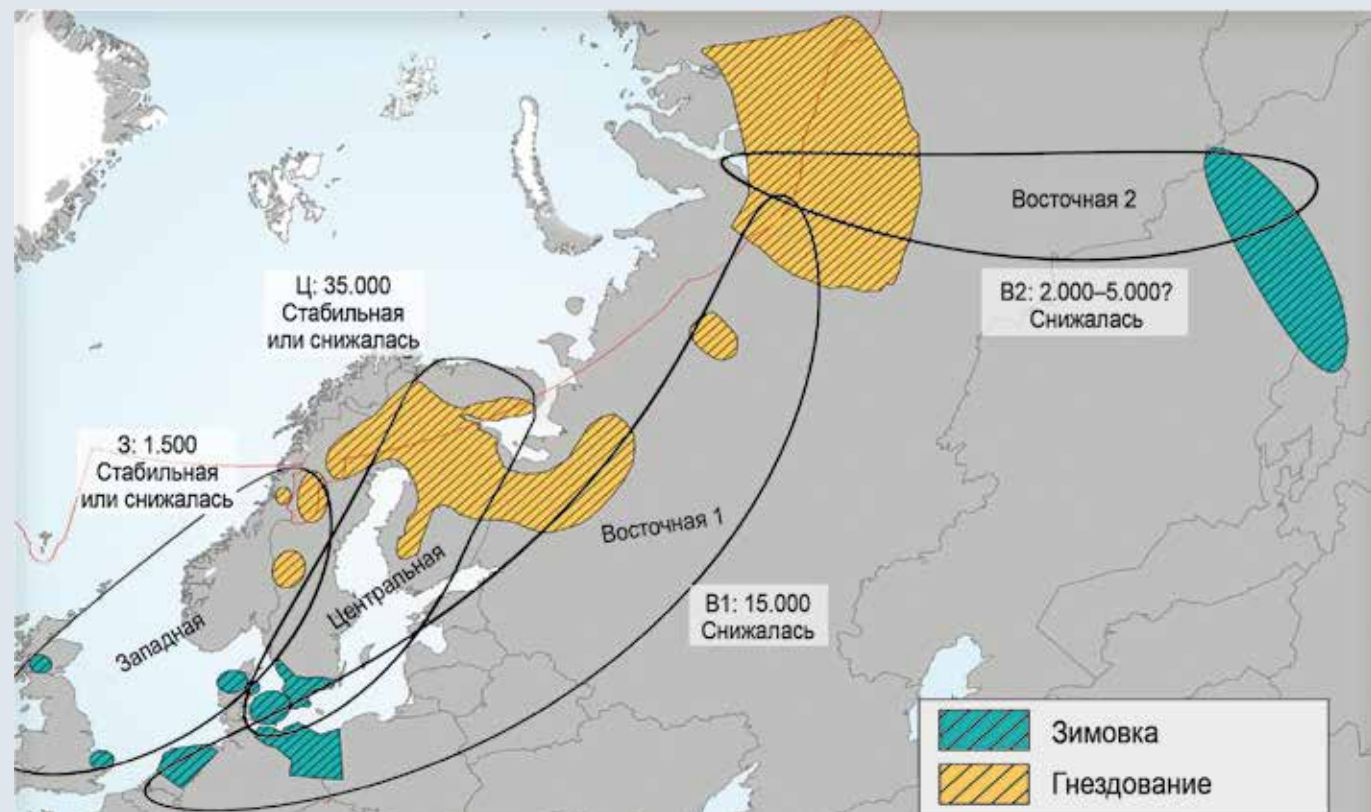 Восточная 2
В2: 2.000–5.000?
Снижалась
Ц: 35.000
Стабильная
или снижалась
З: 1.500
Стабильная
или снижалась
Восточная 1
Центральная
Западная
В1: 15.000
Снижалась
Зимовка
Гнездование